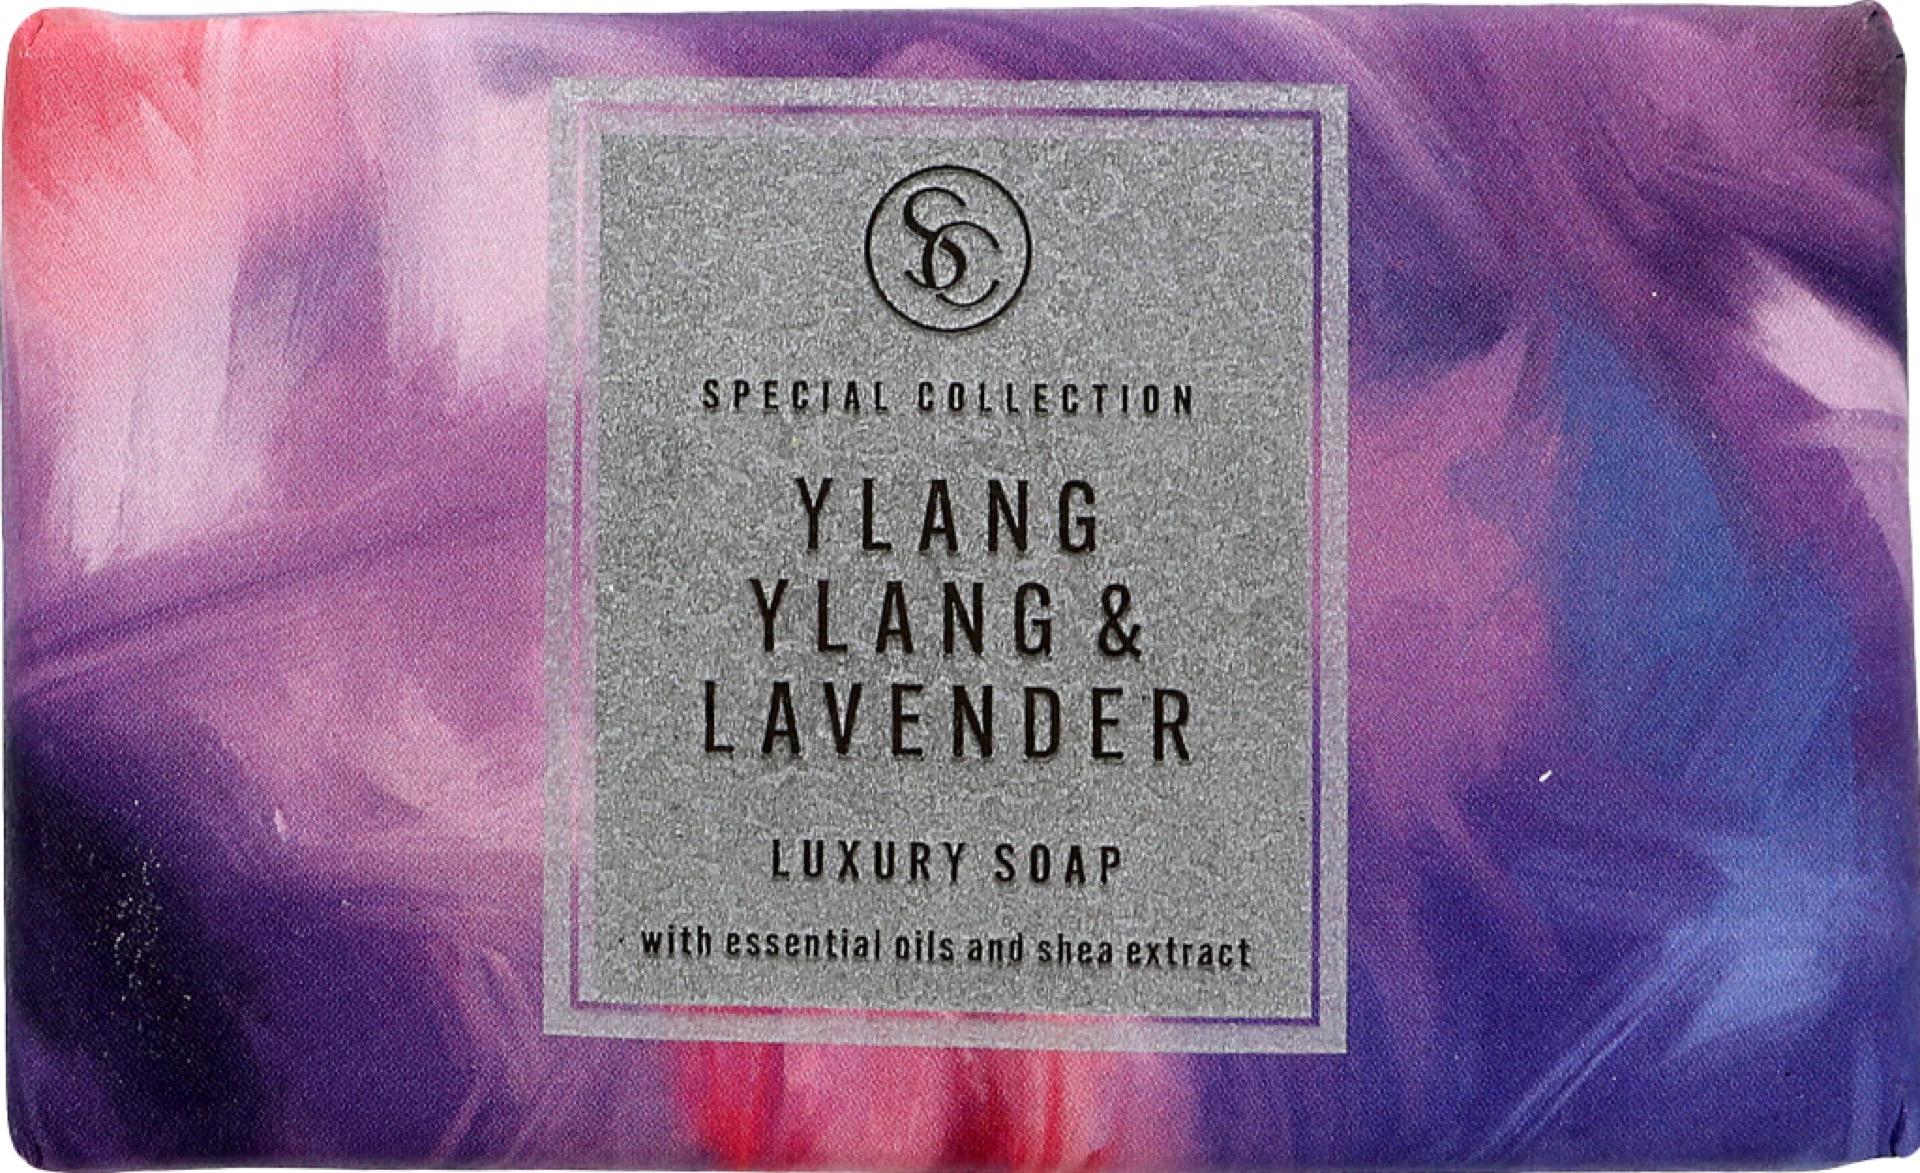 SC
SPECIAL COLLECTION
YLANG
YLANG &
LAVENDER
LUXURY SOAP
with essential oils and shea extract